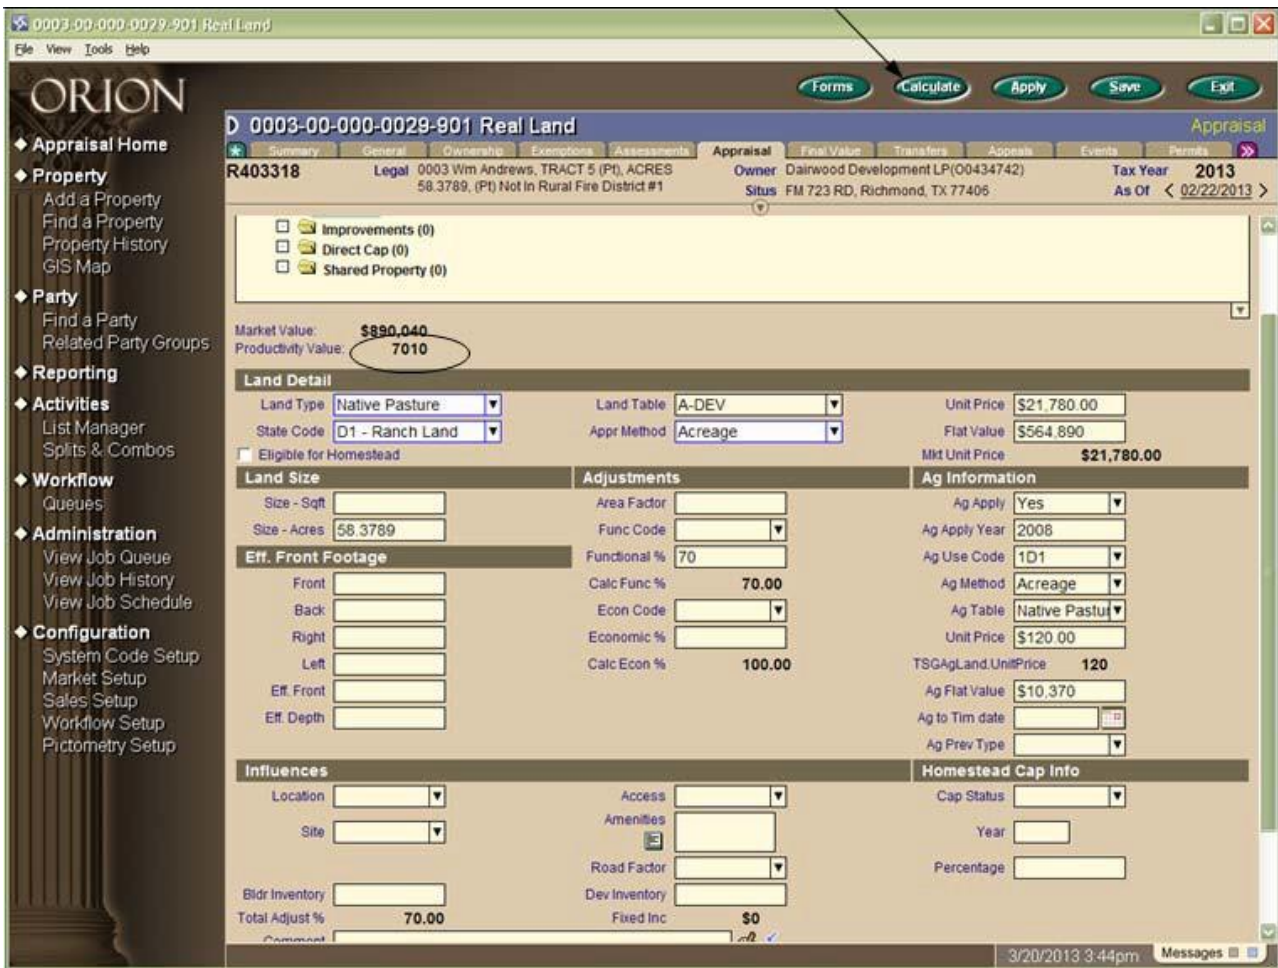 0003-00-000-0029-901 Real Land
File View Tools Help
ORION
Forms Calculate Apply Save Exit
0003-00-000-0029-901 Real Land Appraisal
Summary General Ownership Exemptions Assessments Appraisal Final Value Transfers Appeals Events Permits
R403318 Legal 0003 Wm Andrews, TRACT 5 (Pt), ACRES Owner Dairwood Development LP(O0434742) Tax Year 2013
58.3789, (Pt) Not In Rural Fire District #1 Situs FM 723 RD, Richmond, TX 77406 As Of < 02/22/2013 >
Appraisal Home
Property
Add a Property
Find a Property
Property History
GIS Map
Party
Find a Party
Related Party Groups
Reporting
Activities
List Manager
Splits & Combos
Workflow
Queues
Administration
View Job Queue
View Job History
View Job Schedule
Configuration
System Code Setup
Market Setup
Sales Setup
Workflow Setup
Pictometry Setup
Improvements (0)
Direct Cap (0)
Shared Property (0)
Market Value: $890,040
Productivity Value: 7010
Land Detail
Land Type Native Pasture Land Table A-DEV Unit Price $21,780.00
State Code D1 - Ranch Land Appr Method Acreage Flat Value $564,890
Eligible for Homestead Mkt Unit Price $21,780.00
Land Size Adjustments Ag Information
Size - Sqft Area Factor Ag Apply Yes
Size - Acres 58.3789 Func Code Ag Apply Year 2008
Eff. Front Footage Functional % 70 Ag Use Code 1D1
Front Calc Func % 70.00 Ag Method Acreage
Back Econ Code Ag Table Native Pastur
Right Economic % Unit Price $120.00
Left Calc Econ % 100.00 TSGAgLand.UnitPrice 120
Eff. Front Ag Flat Value $10,370
Eff. Depth Ag to Tim date
Ag Prev Type
Influences Homestead Cap Info
Location Access Cap Status
Site Amenities Year
Road Factor Percentage
Bldr Inventory Dev Inventory
Total Adjust % 70.00 Fixed Inc $0
Comment
3/20/2013 3:44pm Messages